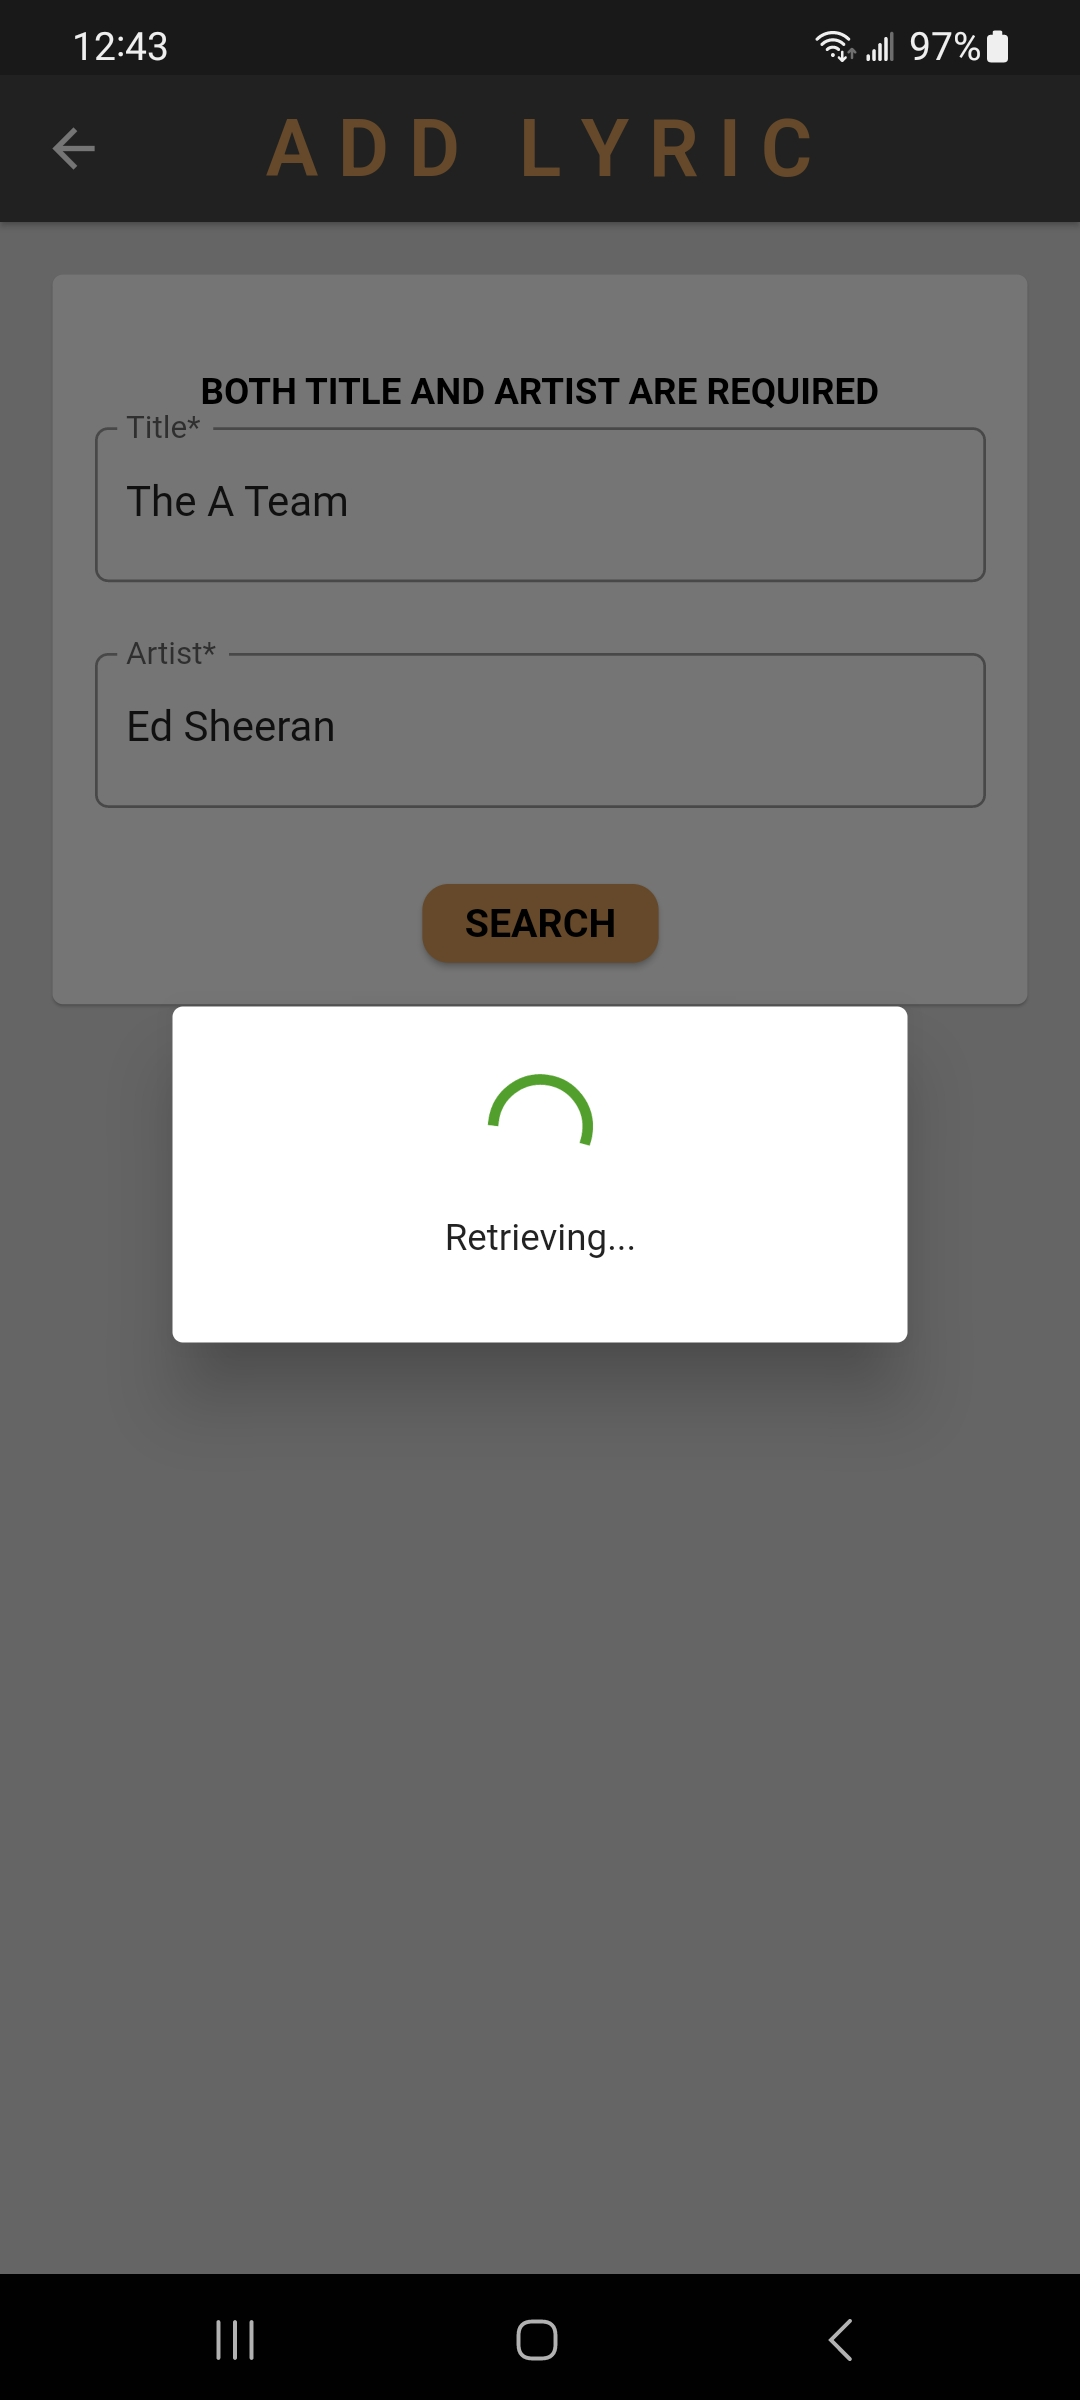 12:43
97%
ADD LYRIC
BOTH TITLE AND ARTIST ARE REQUIRED
Title*
The A Team
Artist*
Ed Sheeran
SEARCH
Retrieving...